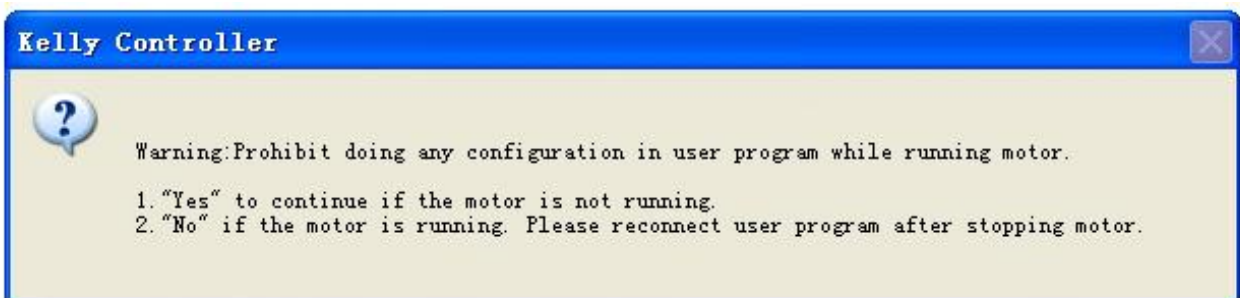 Kelly Controller
?
Warning:Prohibit doing any configuration in user program while running motor.
1."Yes" to continue if the motor is not running.
2."No" if the motor is running. Please reconnect user program after stopping motor.